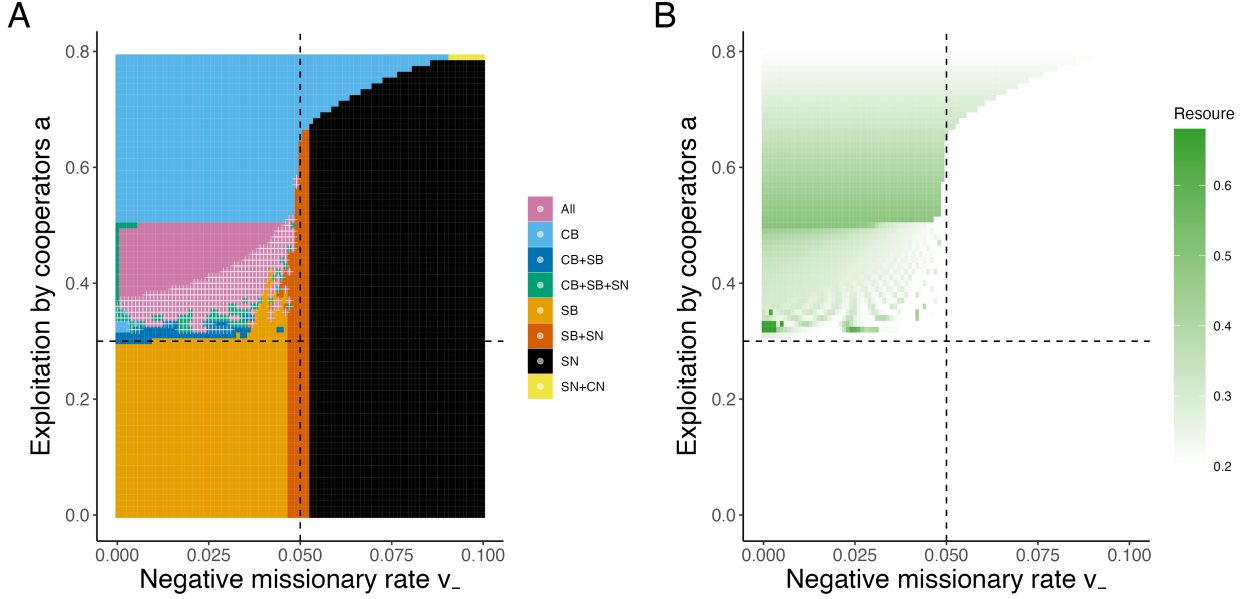 A
Exploitation by cooperators a
0.8
0.6
0.4
0.2
0.0
0.000
0.025
0.050
0.075
0.100
Negative missionary rate v_
All
CB
CB+SB
CB+SB+SN
SB
SB+SN
SN
SN+CN
B
Exploitation by cooperators a
0.8
0.6
0.4
0.2
0.0
0.000
0.025
0.050
0.075
0.100
Negative missionary rate v_
Resoure
0.6
0.5
0.4
0.3
0.2